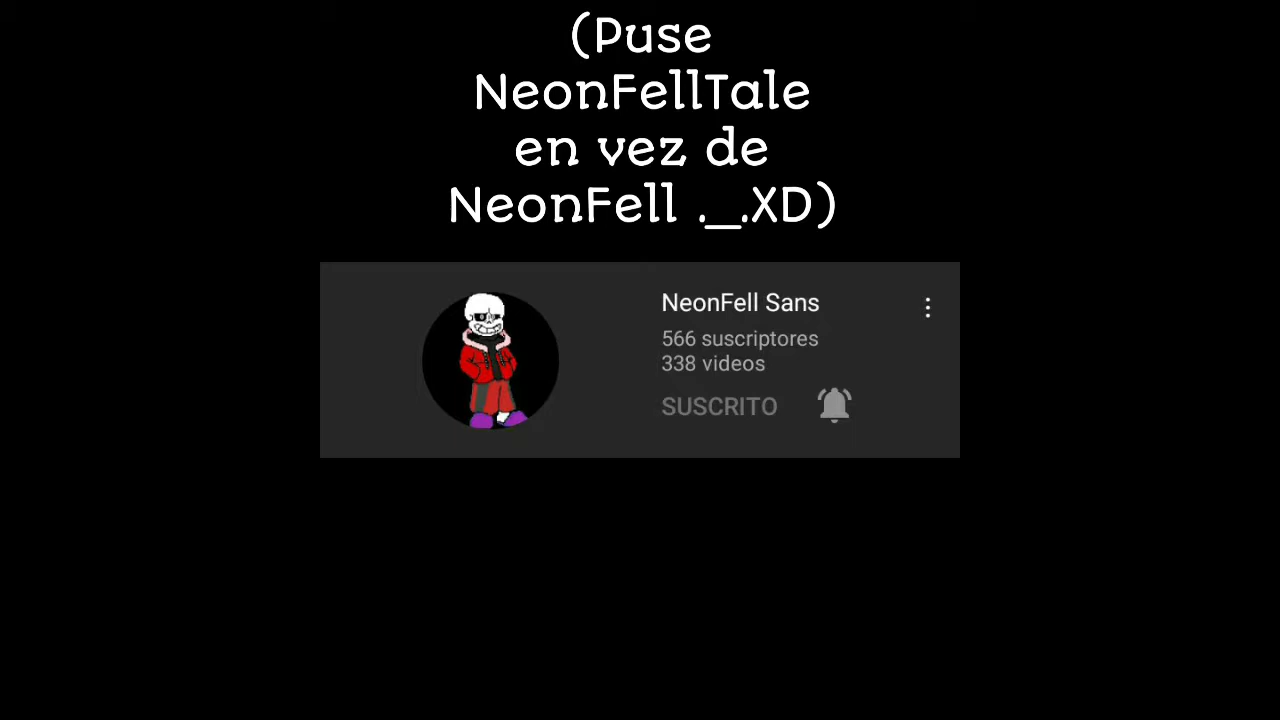 (Puse
NeonFellTale
en vez de
NeonFell ._.XD)
NeonFell Sans
566 suscriptores
338 videos
SUSCRITO